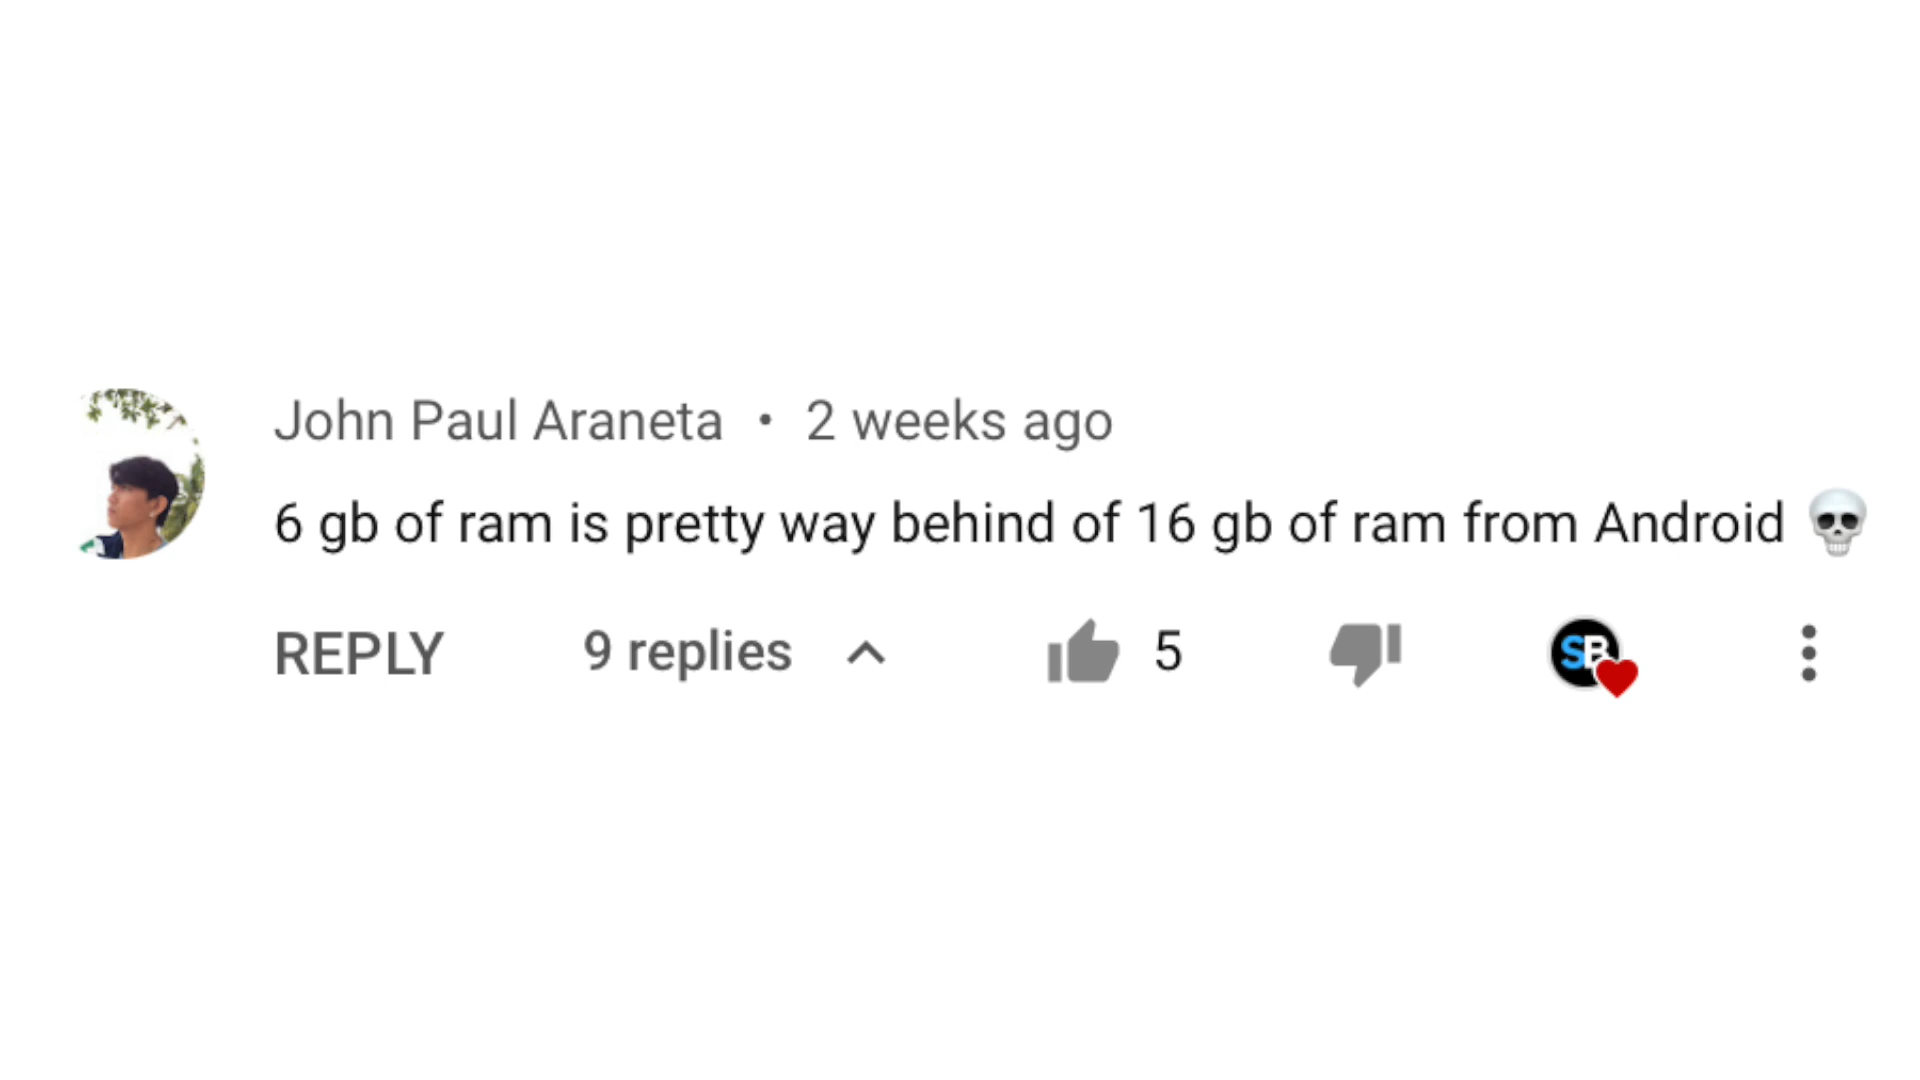 John Paul Araneta • 2 weeks ago
6 gb of ram is pretty way behind of 16 gb of ram from Android 💀
REPLY 9 replies 5 SB